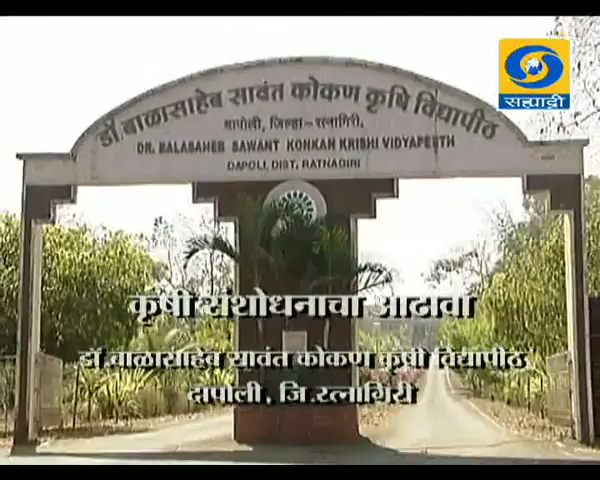 सह्याद्री
डॉ.बाळासाहेब सावंत कोकण कृषि विद्यापीठ
दापोली, जिल्हा-रत्नागिरी.
DR. BALASAHEB SAWANT KONKAN KRISHI VIDYAPEETH
DAPOLI, DIST. RATNAGIRI
कृषी संशोधनाचा आढावा
डॉ.बाळासाहेब सावंत कोकण कृषी विद्यापीठ
दापोली, जि.रत्नागिरी